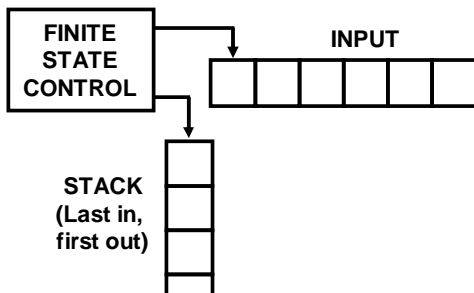 FINITE
STATE
CONTROL
INPUT
STACK
(Last in,
first out)